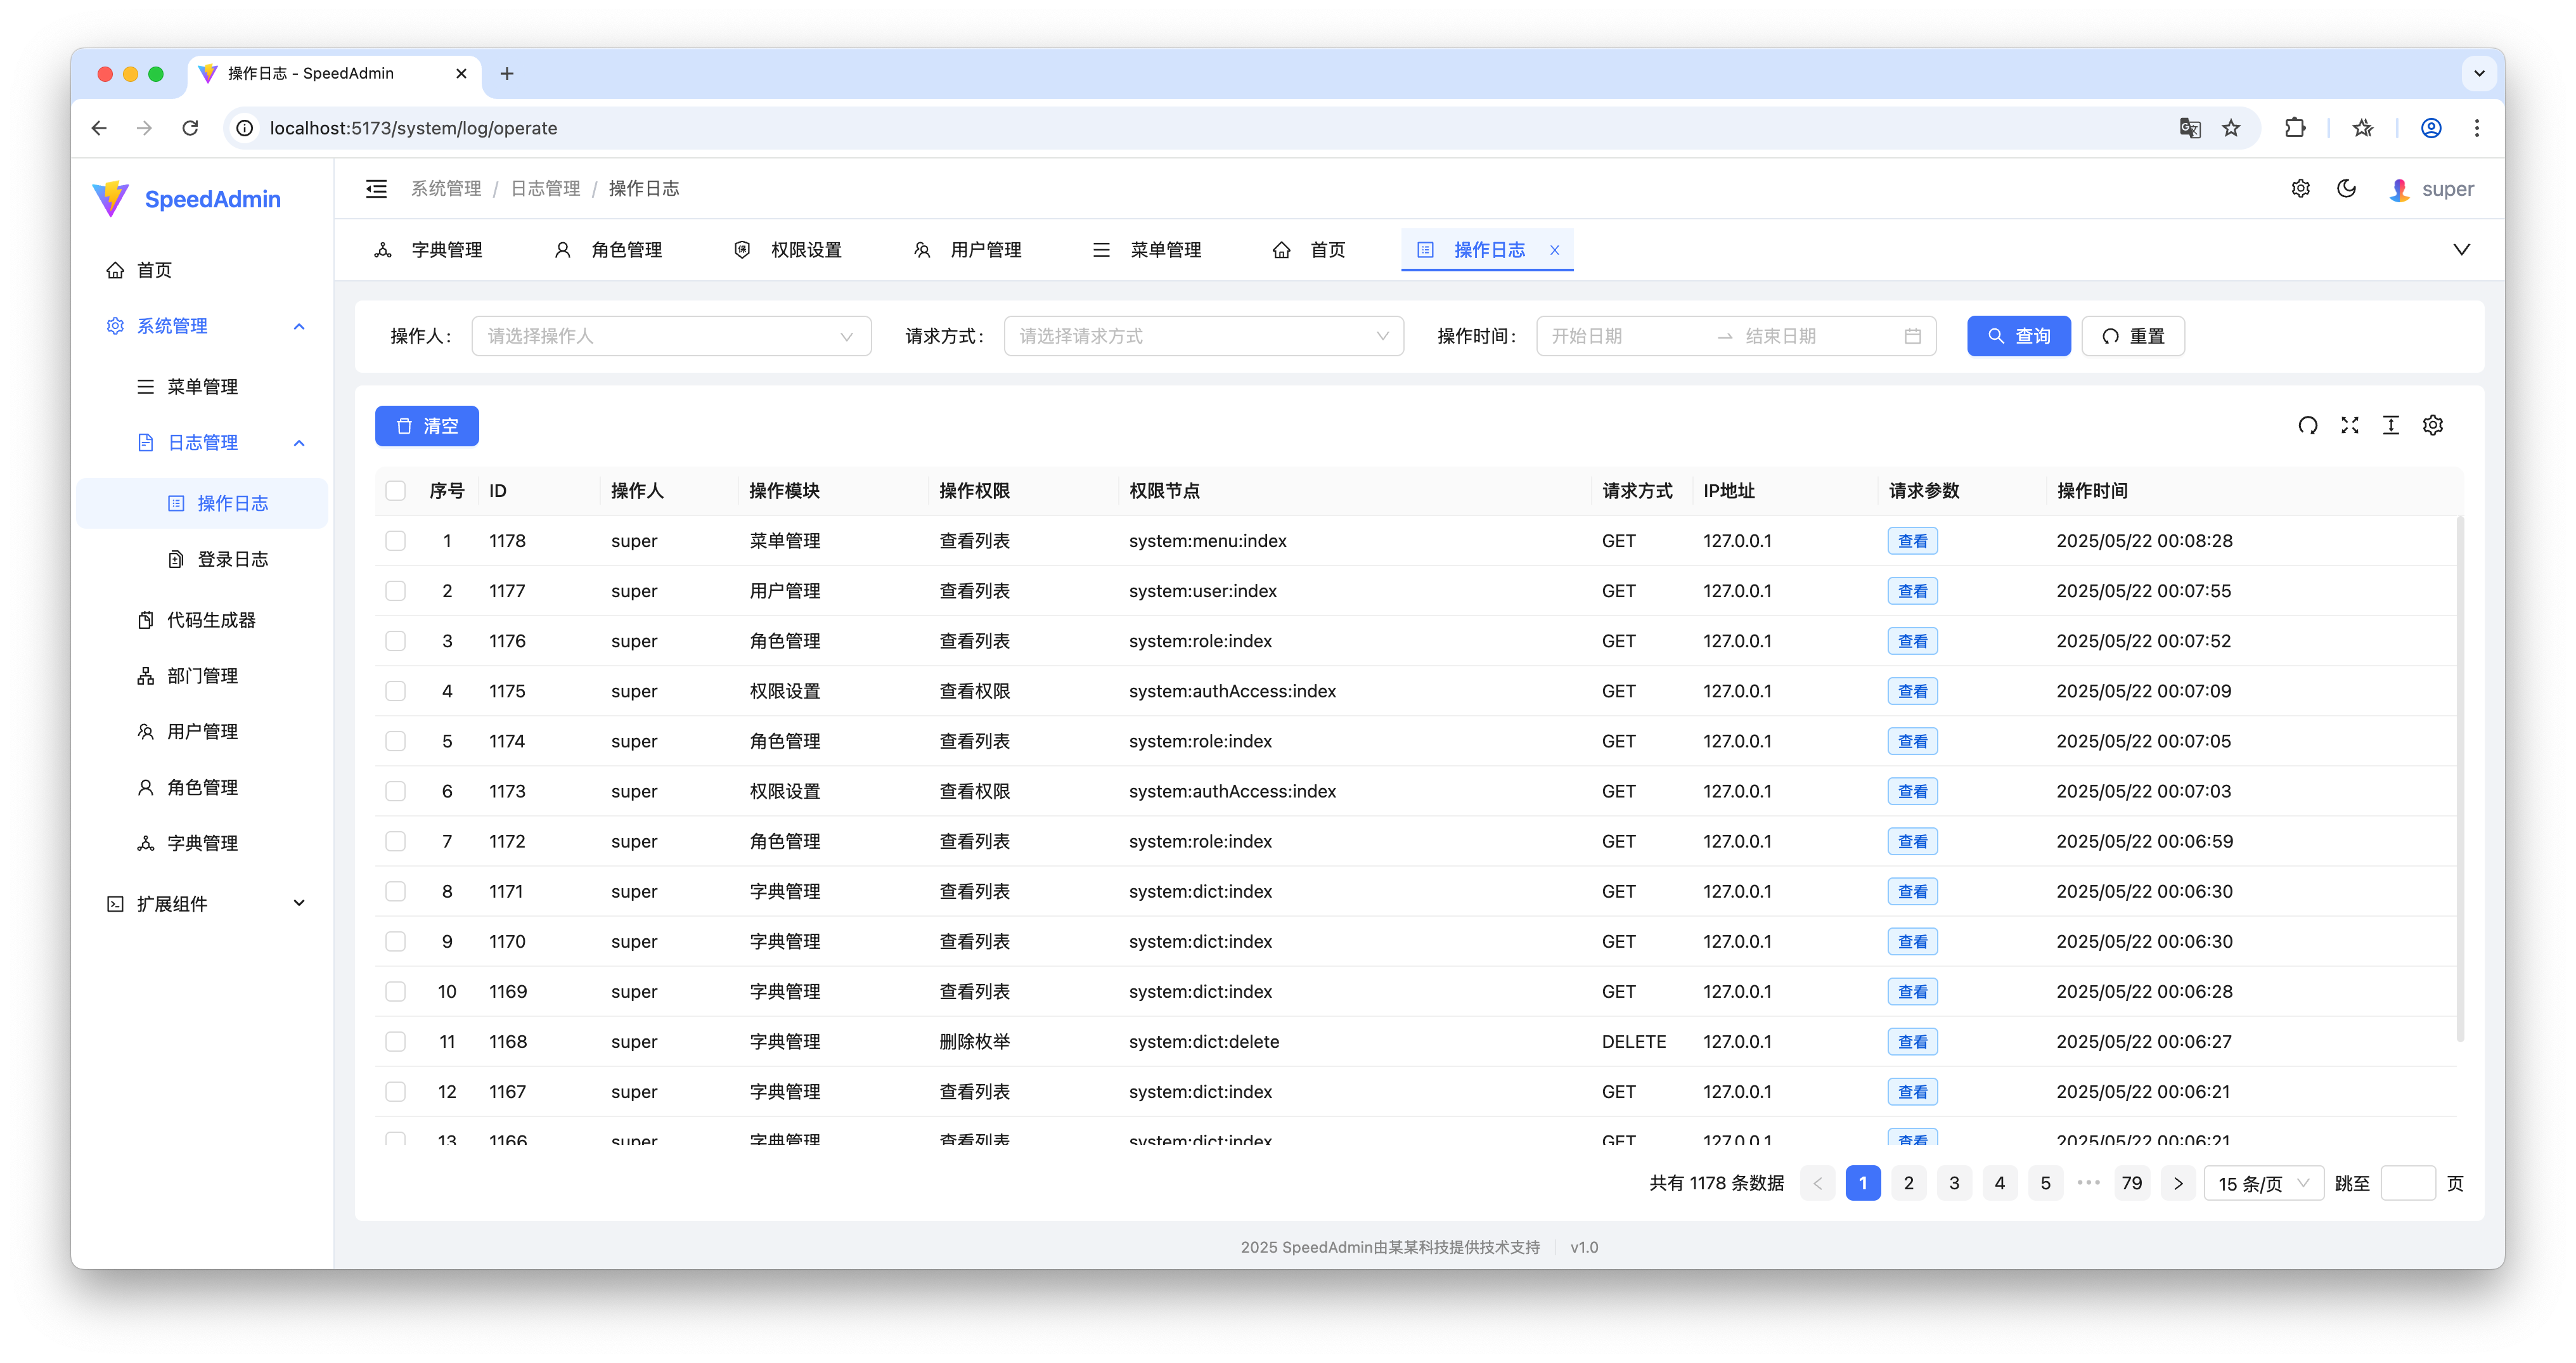 操作日志 - SpeedAdmin
localhost:5173/system/log/operate
SpeedAdmin
系统管理 / 日志管理 / 操作日志
super
字典管理 角色管理 权限设置 用户管理 菜单管理 首页 操作日志
首页
系统管理
菜单管理
日志管理
操作日志
登录日志
代码生成器
部门管理
用户管理
角色管理
字典管理
扩展组件
操作人: 请选择操作人 请求方式: 请选择请求方式 操作时间: 开始日期 结束日期 查询 重置
清空
序号 ID 操作人 操作模块 操作权限 权限节点 请求方式 IP地址 请求参数 操作时间
1 1178 super 菜单管理 查看列表 system:menu:index GET 127.0.0.1 查看 2025/05/22 00:08:28
2 1177 super 用户管理 查看列表 system:user:index GET 127.0.0.1 查看 2025/05/22 00:07:55
3 1176 super 角色管理 查看列表 system:role:index GET 127.0.0.1 查看 2025/05/22 00:07:52
4 1175 super 权限设置 查看权限 system:authAccess:index GET 127.0.0.1 查看 2025/05/22 00:07:09
5 1174 super 角色管理 查看列表 system:role:index GET 127.0.0.1 查看 2025/05/22 00:07:05
6 1173 super 权限设置 查看权限 system:authAccess:index GET 127.0.0.1 查看 2025/05/22 00:07:03
7 1172 super 角色管理 查看列表 system:role:index GET 127.0.0.1 查看 2025/05/22 00:06:59
8 1171 super 字典管理 查看列表 system:dict:index GET 127.0.0.1 查看 2025/05/22 00:06:30
9 1170 super 字典管理 查看列表 system:dict:index GET 127.0.0.1 查看 2025/05/22 00:06:30
10 1169 super 字典管理 查看列表 system:dict:index GET 127.0.0.1 查看 2025/05/22 00:06:28
11 1168 super 字典管理 删除枚举 system:dict:delete DELETE 127.0.0.1 查看 2025/05/22 00:06:27
12 1167 super 字典管理 查看列表 system:dict:index GET 127.0.0.1 查看 2025/05/22 00:06:21
13 1166 super 字典管理 查看列表 system:dict:index GET 127.0.0.1 查看 2025/05/22 00:06:21
共有 1178 条数据 1 2 3 4 5 ••• 79 15 条/页 跳至 页
2025 SpeedAdmin由某某科技提供技术支持 v1.0